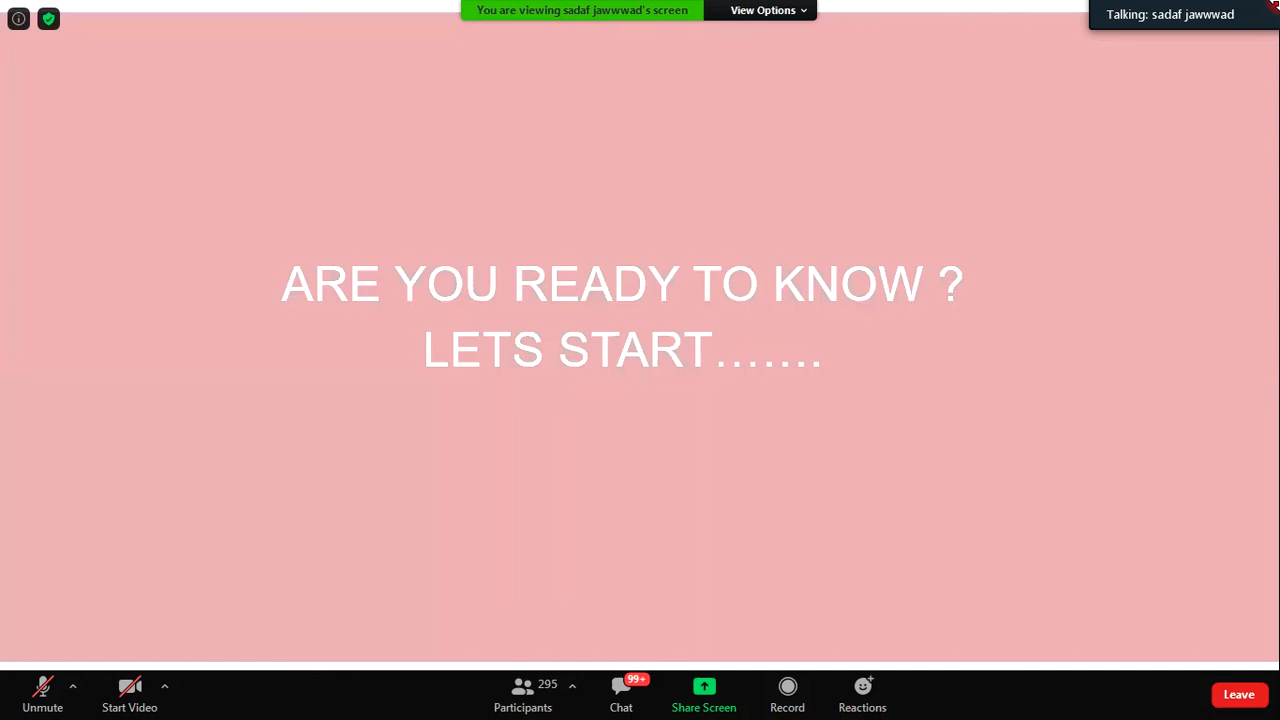 You are viewing sadaf jawwwad's screen
View Options
Talking: sadaf jawwwad
ARE YOU READY TO KNOW ?
LETS START.......
Unmute
Start Video
295
Participants
99+
Chat
Share Screen
Record
Reactions
Leave